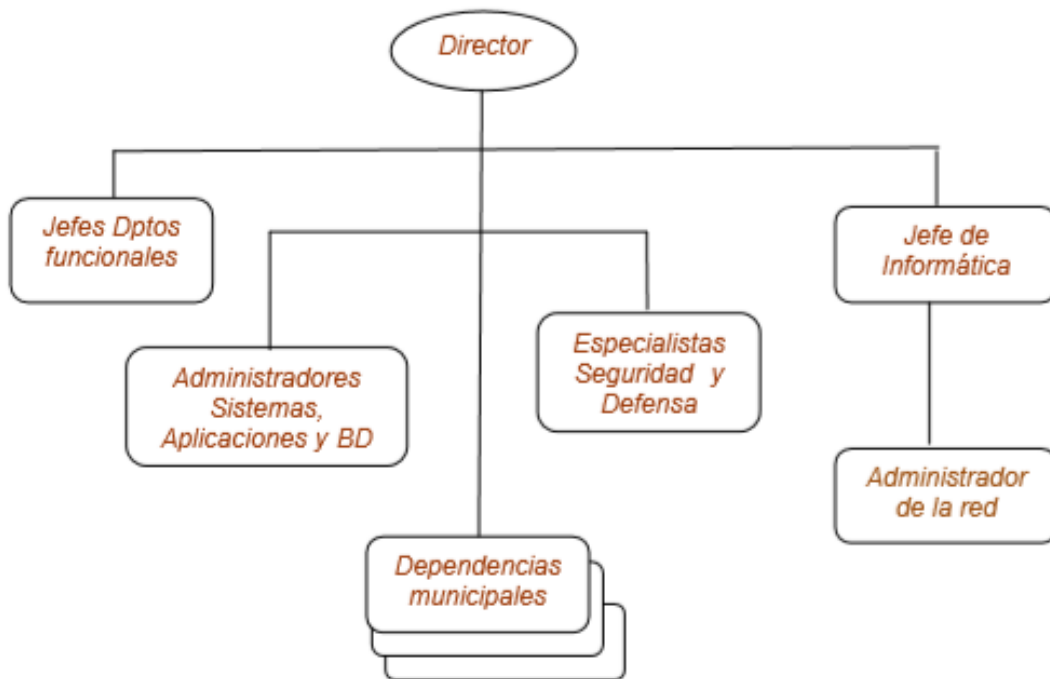 Director
Jefes Dptos
funcionales
Jefe de
Informática
Especialistas
Seguridad y
Defensa
Administradores
Sistemas,
Aplicaciones y BD
Administrador
de la red
Dependencias
municipales